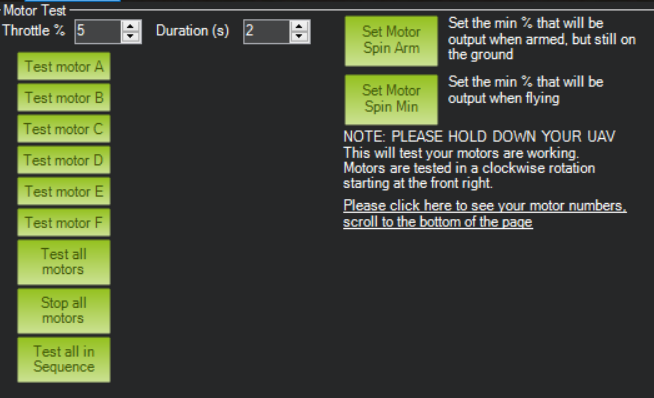 Motor Test
Throttle % 5 Duration (s) 2
Test motor A
Test motor B
Test motor C
Test motor D
Test motor E
Test motor F
Test all
motors
Stop all
motors
Test all in
Sequence
Set Motor
Spin Arm
Set the min % that will be
output when armed, but still on
the ground
Set Motor
Spin Min
Set the min % that will be
output when flying
NOTE: PLEASE HOLD DOWN YOUR UAV
This will test your motors are working.
Motors are tested in a clockwise rotation
starting at the front right.
Please click here to see your motor numbers,
scroll to the bottom of the page